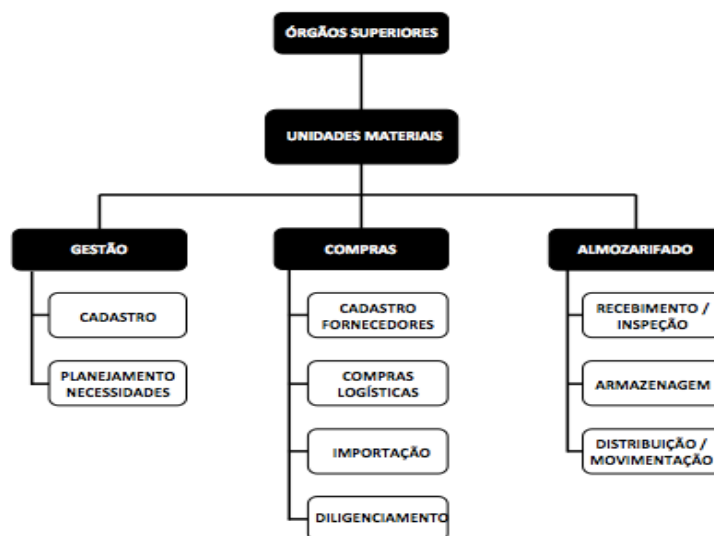 ÓRGÃOS SUPERIORES
UNIDADES MATERIAIS
GESTÃO
CADASTRO
PLANEJAMENTO
NECESSIDADES
COMPRAS
CADASTRO
FORNECEDORES
COMPRAS
LOGÍSTICAS
IMPORTAÇÃO
DILIGENCIAMENTO
ALMOZARIFADO
RECEBIMENTO /
INSPEÇÃO
ARMAZENAGEM
DISTRIBUIÇÃO /
MOVIMENTAÇÃO